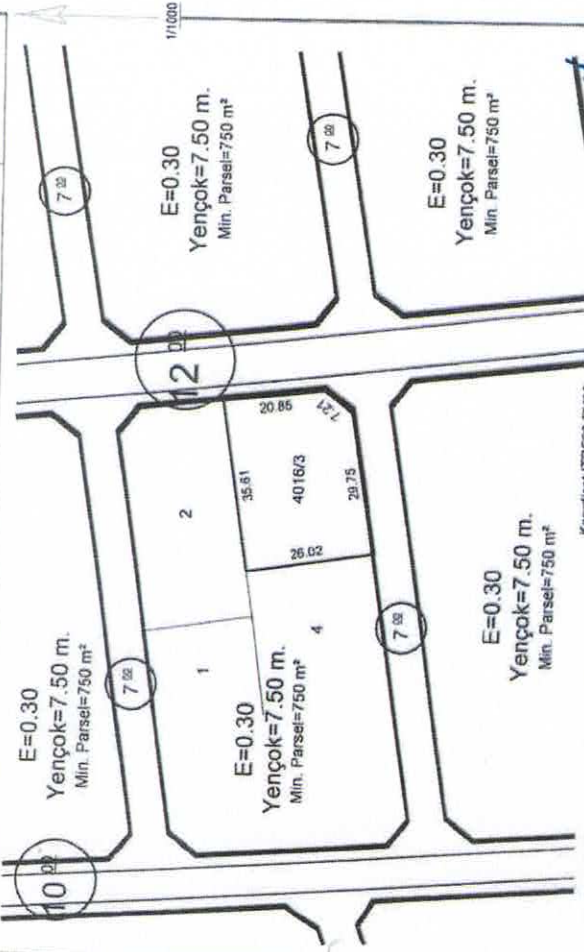 1/1000
7 00
E=0.30
Yençok=7.50 m.
Min. Parsel=750 m²
7 00
E=0.30
Yençok=7.50 m.
Min. Parsel=750 m²
12 00
E=0.30
Yençok=7.50 m.
Min. Parsel=750 m²
7 00
2
35.61
20.85
7.21
4016/3
29.75
26.02
1
4
E=0.30
Yençok=7.50 m.
Min. Parsel=750 m²
7 00
E=0.30
Yençok=7.50 m.
Min. Parsel=750 m²
10 00